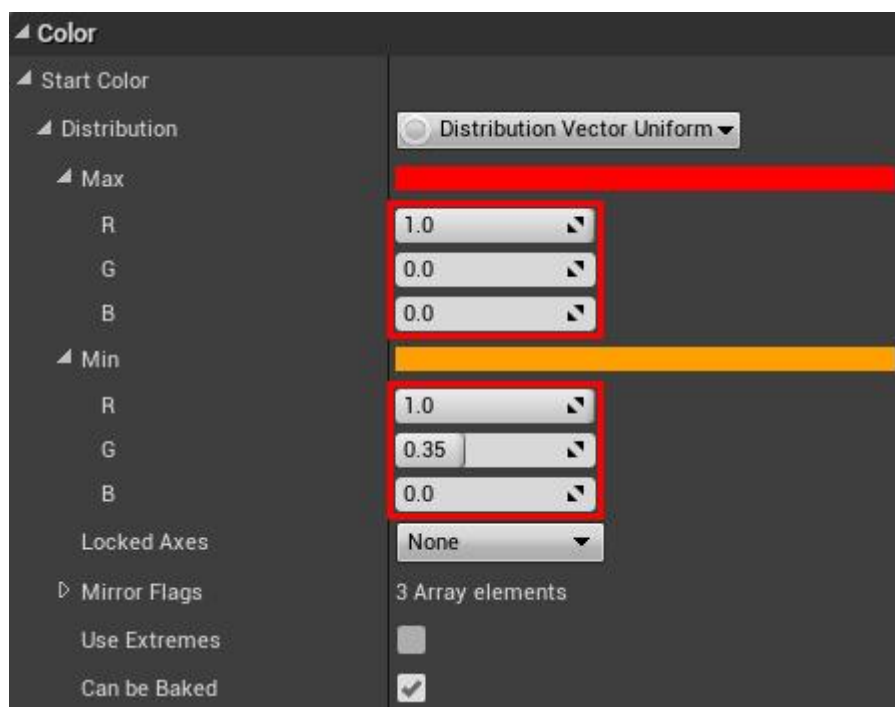 Color
Start Color
Distribution Distribution Vector Uniform
Max
R 1.0
G 0.0
B 0.0
Min
R 1.0
G 0.35
B 0.0
Locked Axes None
Mirror Flags 3 Array elements
Use Extremes
Can be Baked